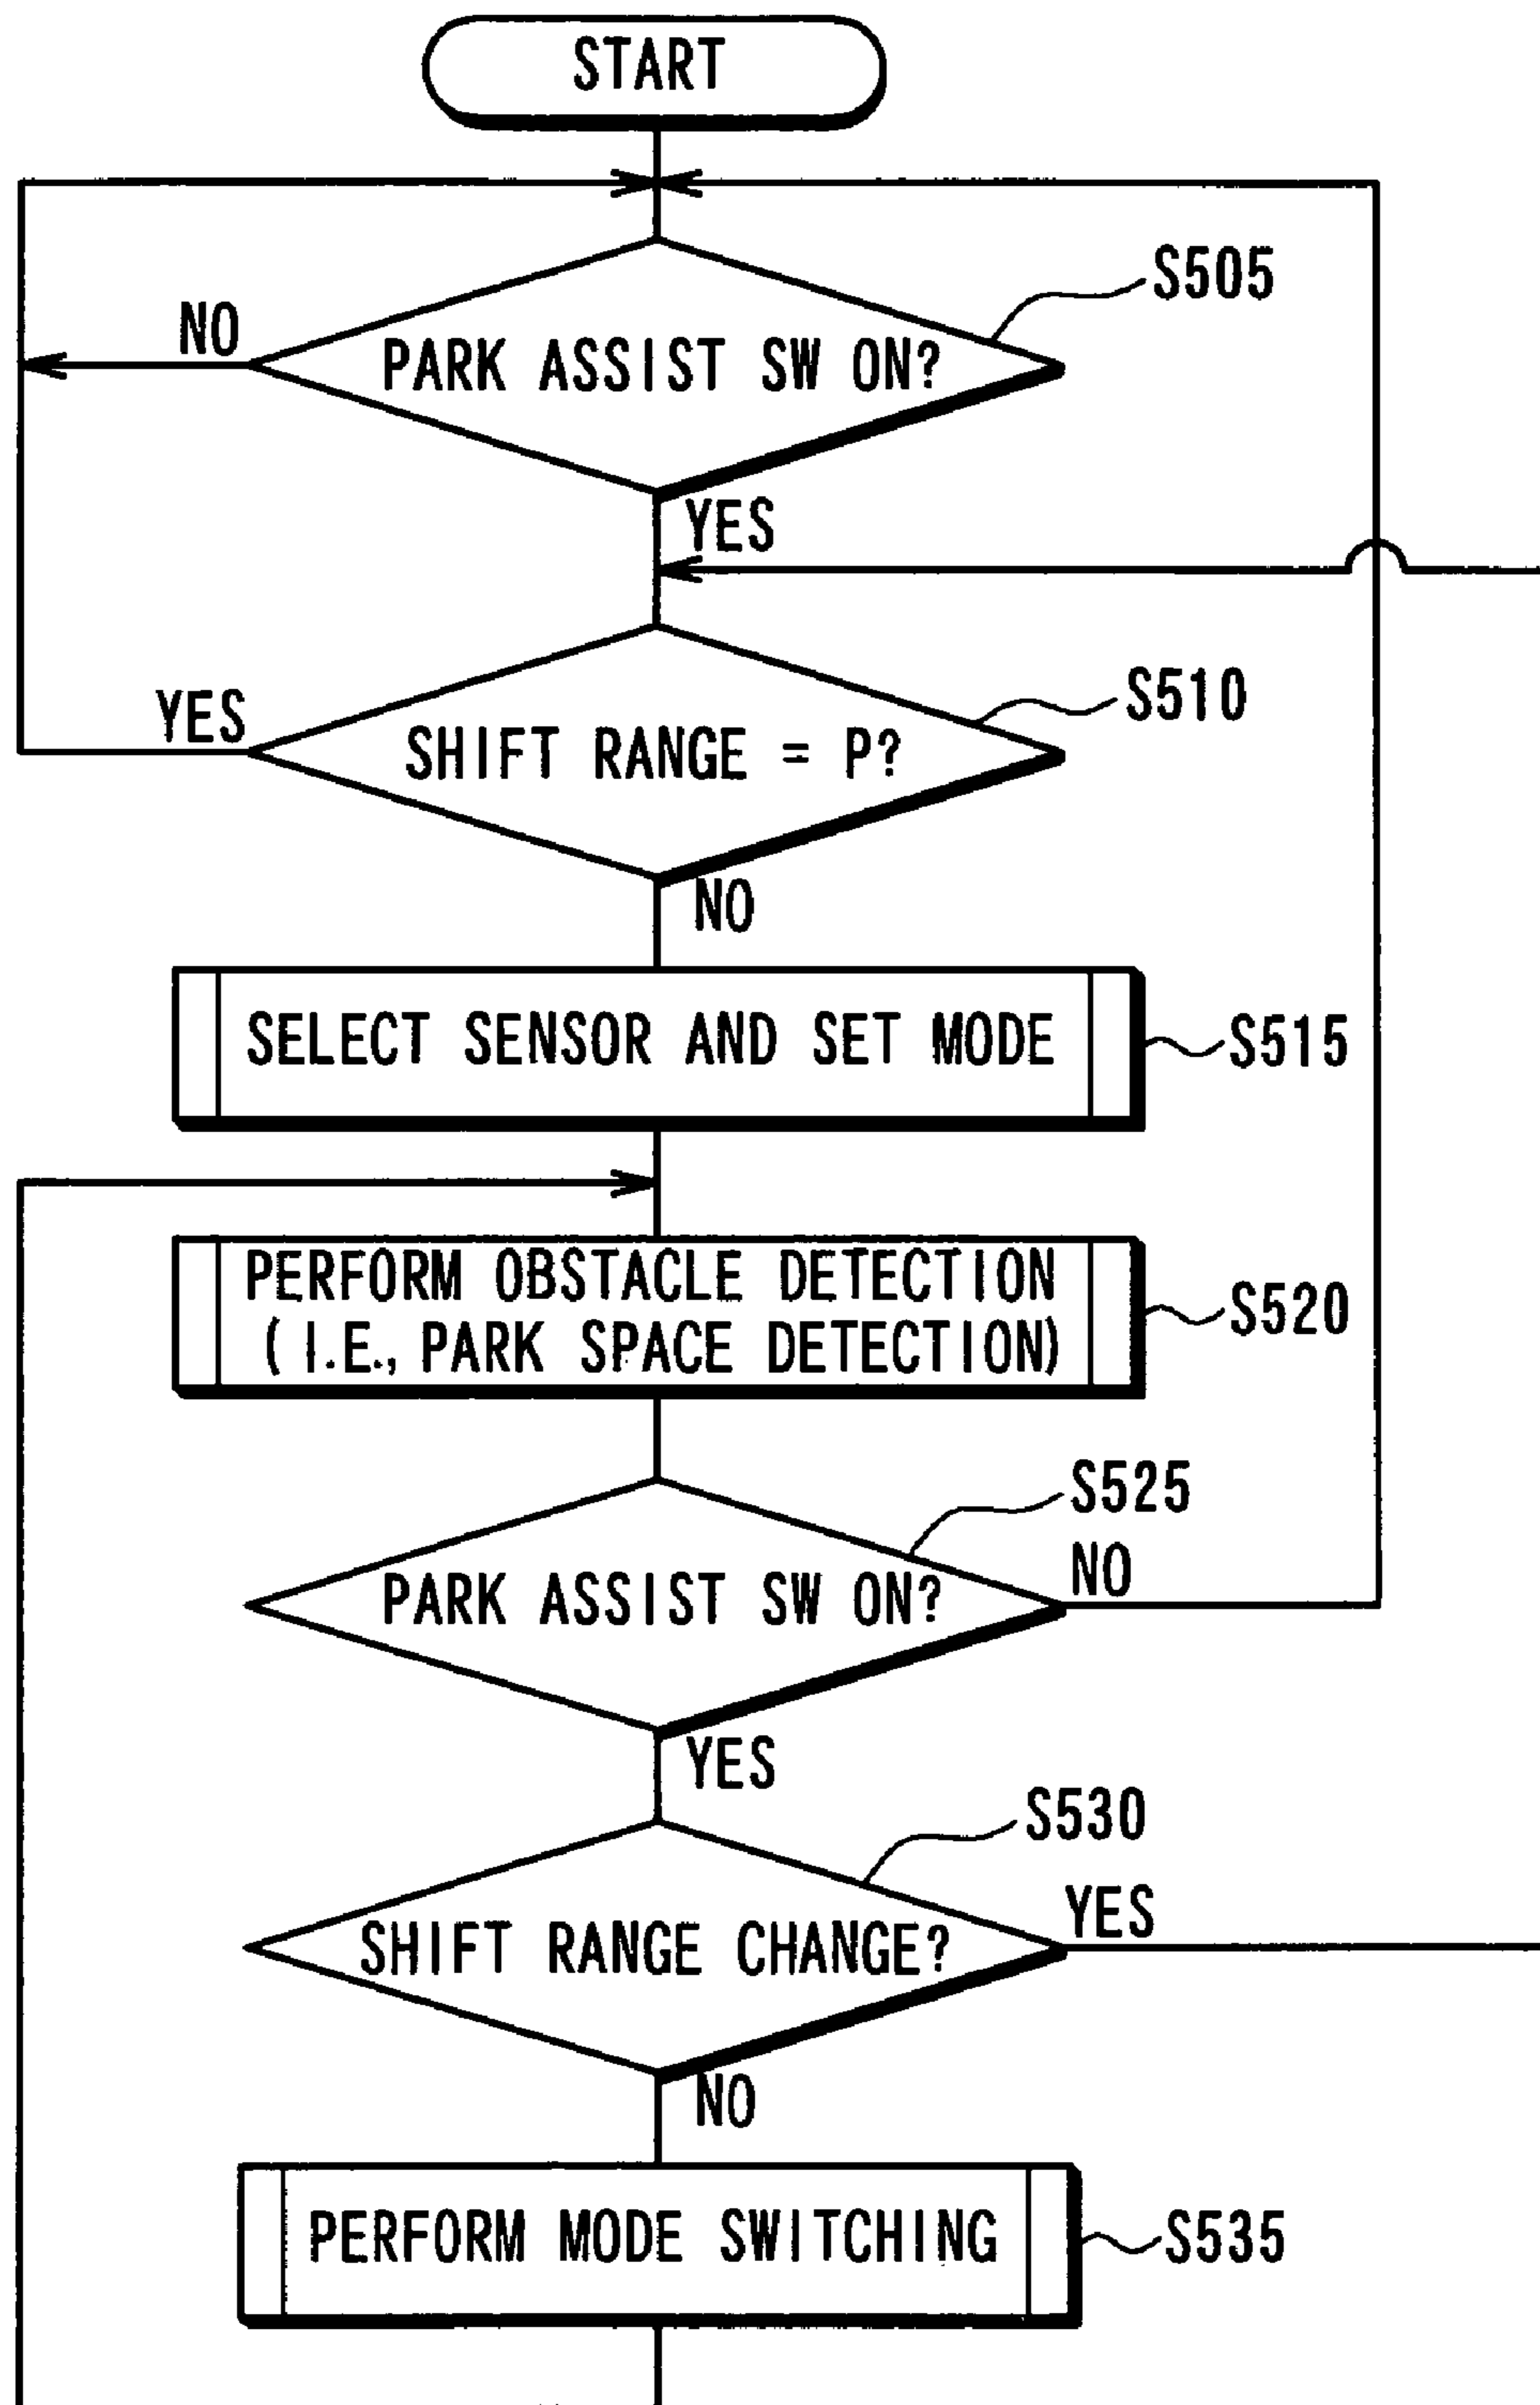 START
S505
NO
PARK ASSIST SW ON?
YES
S510
YES
SHIFT RANGE = P?
NO
SELECT SENSOR AND SET MODE
S515
PERFORM OBSTACLE DETECTION
(I.E., PARK SPACE DETECTION)
S520
S525
NO
PARK ASSIST SW ON?
YES
S530
YES
SHIFT RANGE CHANGE?
NO
PERFORM MODE SWITCHING
S535